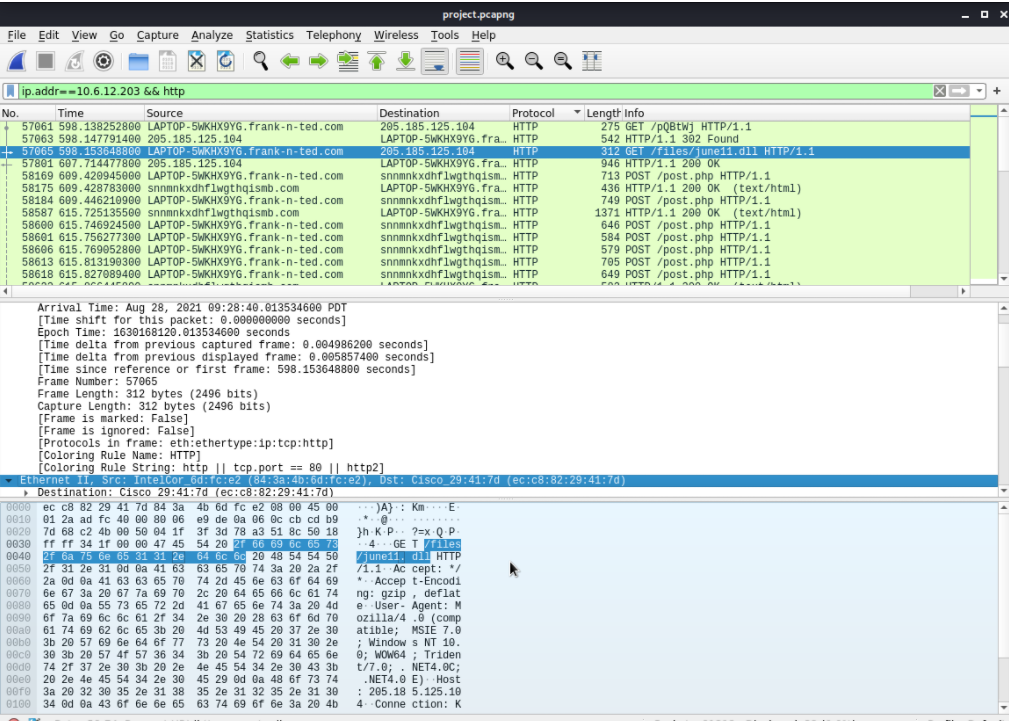 project.pcapng
File Edit View Go Capture Analyze Statistics Telephony Wireless Tools Help
ip.addr==10.6.12.203 && http
No. Time Source Destination Protocol Length Info
57061 598.138252800 LAPTOP-5WKHX9YG.frank-n-ted.com 205.185.125.104 HTTP 275 GET /pQBtWj HTTP/1.1
57063 598.147791400 205.185.125.104 LAPTOP-5WKHX9YG.fra… HTTP 542 HTTP/1.1 302 Found
57065 598.153648800 LAPTOP-5WKHX9YG.frank-n-ted.com 205.185.125.104 HTTP 312 GET /files/june11.dll HTTP/1.1
57801 607.714477800 205.185.125.104 LAPTOP-5WKHX9YG.fra… HTTP 946 HTTP/1.1 200 OK
58169 609.420945000 LAPTOP-5WKHX9YG.frank-n-ted.com snnmnkxdhflwgthqism… HTTP 713 POST /post.php HTTP/1.1
58175 609.428783000 snnmnkxdhflwgthqismb.com LAPTOP-5WKHX9YG.fra… HTTP 436 HTTP/1.1 200 OK (text/html)
58184 609.446210900 LAPTOP-5WKHX9YG.frank-n-ted.com snnmnkxdhflwgthqism… HTTP 749 POST /post.php HTTP/1.1
58587 615.725135500 snnmnkxdhflwgthqismb.com LAPTOP-5WKHX9YG.fra… HTTP 1371 HTTP/1.1 200 OK (text/html)
58600 615.746924500 LAPTOP-5WKHX9YG.frank-n-ted.com snnmnkxdhflwgthqism… HTTP 646 POST /post.php HTTP/1.1
58601 615.756277300 LAPTOP-5WKHX9YG.frank-n-ted.com snnmnkxdhflwgthqism… HTTP 584 POST /post.php HTTP/1.1
58606 615.769052800 LAPTOP-5WKHX9YG.frank-n-ted.com snnmnkxdhflwgthqism… HTTP 579 POST /post.php HTTP/1.1
58613 615.813190300 LAPTOP-5WKHX9YG.frank-n-ted.com snnmnkxdhflwgthqism… HTTP 705 POST /post.php HTTP/1.1
58618 615.827089400 LAPTOP-5WKHX9YG.frank-n-ted.com snnmnkxdhflwgthqism… HTTP 649 POST /post.php HTTP/1.1
Arrival Time: Aug 28, 2021 09:28:40.013534600 PDT
[Time shift for this packet: 0.000000000 seconds]
Epoch Time: 1630168120.013534600 seconds
[Time delta from previous captured frame: 0.004986200 seconds]
[Time delta from previous displayed frame: 0.005857400 seconds]
[Time since reference or first frame: 598.153648800 seconds]
Frame Number: 57065
Frame Length: 312 bytes (2496 bits)
Capture Length: 312 bytes (2496 bits)
[Frame is marked: False]
[Frame is ignored: False]
[Protocols in frame: eth:ethertype:ip:tcp:http]
[Coloring Rule Name: HTTP]
[Coloring Rule String: http || tcp.port == 80 || http2]
Ethernet II, Src: IntelCor_6d:fc:e2 (84:3a:4b:6d:fc:e2), Dst: Cisco_29:41:7d (ec:c8:82:29:41:7d)
Destination: Cisco 29:41:7d (ec:c8:82:29:41:7d)
0000 ec c8 82 29 41 7d 84 3a 4b 6d fc e2 08 00 45 00 ···)A}·: Km····E·
0010 01 2a ad fc 40 00 80 06 e9 de 0a 06 0c cb cd b9 ·*··@··· ········
0020 7d 68 c2 4b 00 50 04 1f 3f 3d 78 a3 51 8c 50 18 }h·K·P·· ?=x·Q·P·
0030 ff ff 34 1f 00 00 47 45 54 20 2f 66 69 6c 65 73 ··4···GE T /files
0040 2f 6a 75 6e 65 31 31 2e 64 6c 6c 20 48 54 54 50 /june11. dll HTTP
0050 2f 31 2e 31 0d 0a 41 63 63 65 70 74 3a 20 2a 2f /1.1··Ac cept: */
0060 2a 0d 0a 41 63 63 65 70 74 2d 45 6e 63 6f 64 69 *··Accep t-Encodi
0070 6e 67 3a 20 67 7a 69 70 2c 20 64 65 66 6c 61 74 ng: gzip , deflat
0080 65 0d 0a 55 73 65 72 2d 41 67 65 6e 74 3a 20 4d e··User- Agent: M
0090 6f 7a 69 6c 6c 61 2f 34 2e 30 20 28 63 6f 6d 70 ozilla/4 .0 (comp
00a0 61 74 69 62 6c 65 3b 20 4d 53 49 45 20 37 2e 30 atible; MSIE 7.0
00b0 3b 20 57 69 6e 64 6f 77 73 20 4e 54 20 31 30 2e ; Window s NT 10.
00c0 30 3b 20 57 4f 57 36 34 3b 20 54 72 69 64 65 6e 0; WOW64 ; Triden
00d0 74 2f 37 2e 30 3b 20 2e 4e 45 54 34 2e 30 43 3b t/7.0; . NET4.0C;
00e0 20 2e 4e 45 54 34 2e 30 45 29 0d 0a 48 6f 73 74 .NET4.0 E)··Host
00f0 3a 20 32 30 35 2e 31 38 35 2e 31 32 35 2e 31 30 : 205.18 5.125.10
0100 34 0d 0a 43 6f 6e 6e 65 63 74 69 6f 6e 3a 20 4b 4··Conne ction: K